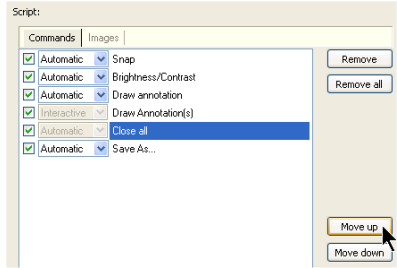 Script:
Commands Images
Automatic Snap Remove
Automatic Brightness/Contrast Remove all
Automatic Draw annotation
Interactive Draw Annotation(s)
Automatic Close all
Automatic Save As...
Move up
Move down